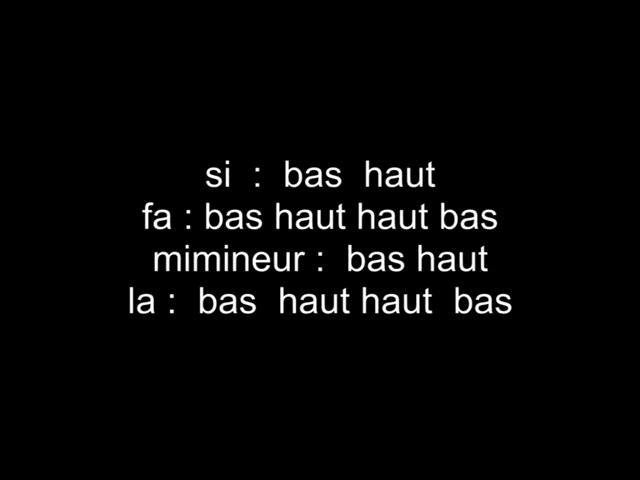 si  :  bas  haut
fa : bas haut haut bas
mimineur :  bas haut
la :  bas  haut haut  bas